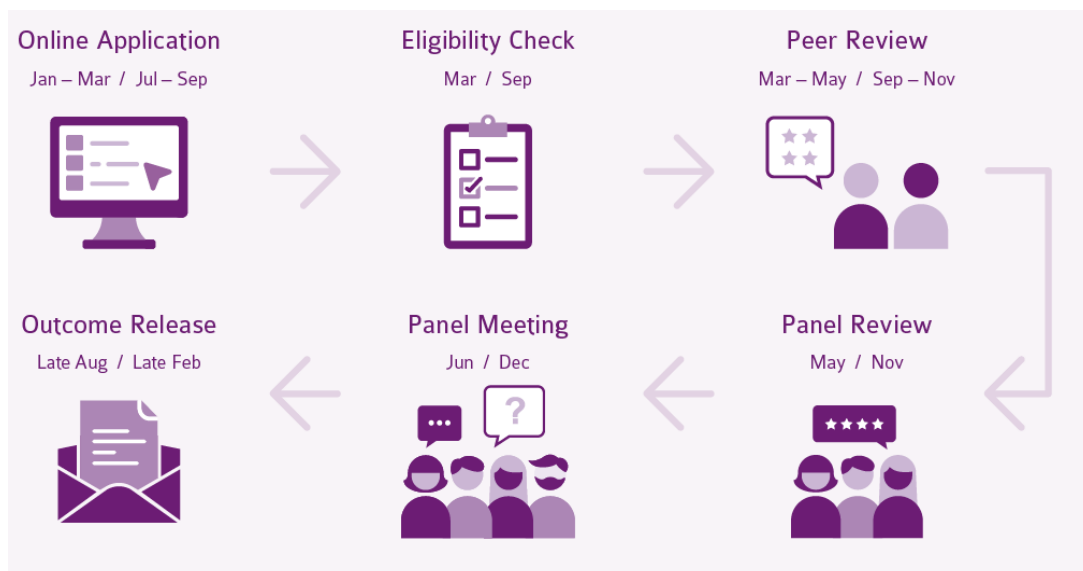 Online Application
Jan – Mar / Jul – Sep
Eligibility Check
Mar / Sep
Peer Review
Mar – May / Sep – Nov
Panel Review
May / Nov
?
Panel Meeting
Jun / Dec
Outcome Release
Late Aug / Late Feb